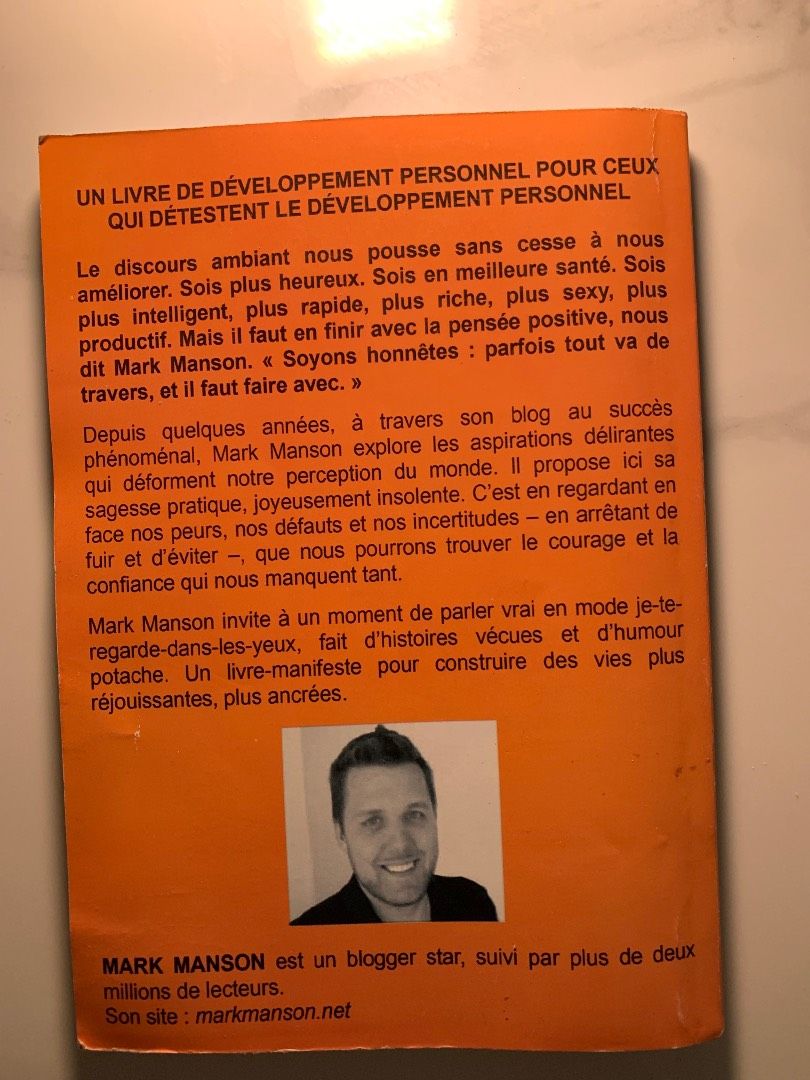 UN LIVRE DE DÉVELOPPEMENT PERSONNEL POUR CEUX
QUI DÉTESTENT LE DÉVELOPPEMENT PERSONNEL
Le discours ambiant nous pousse sans cesse à nous
améliorer. Sois plus heureux. Sois en meilleure santé. Sois
plus intelligent, plus rapide, plus riche, plus sexy, plus
productif. Mais il faut en finir avec la pensée positive, nous
dit Mark Manson. « Soyons honnêtes : parfois tout va de
travers, et il faut faire avec. »
Depuis quelques années, à travers son blog au succès
phénoménal, Mark Manson explore les aspirations délirantes
qui déforment notre perception du monde. Il propose ici sa
sagesse pratique, joyeusement insolente. C'est en regardant en
face nos peurs, nos défauts et nos incertitudes – en arrêtant de
fuir et d'éviter –, que nous pourrons trouver le courage et la
confiance qui nous manquent tant.
Mark Manson invite à un moment de parler vrai en mode je-te-
regarde-dans-les-yeux, fait d'histoires vécues et d'humour
potache. Un livre-manifeste pour construire des vies plus
réjouissantes, plus ancrées.
MARK MANSON est un blogger star, suivi par plus de deux
millions de lecteurs.
Son site : markmanson.net